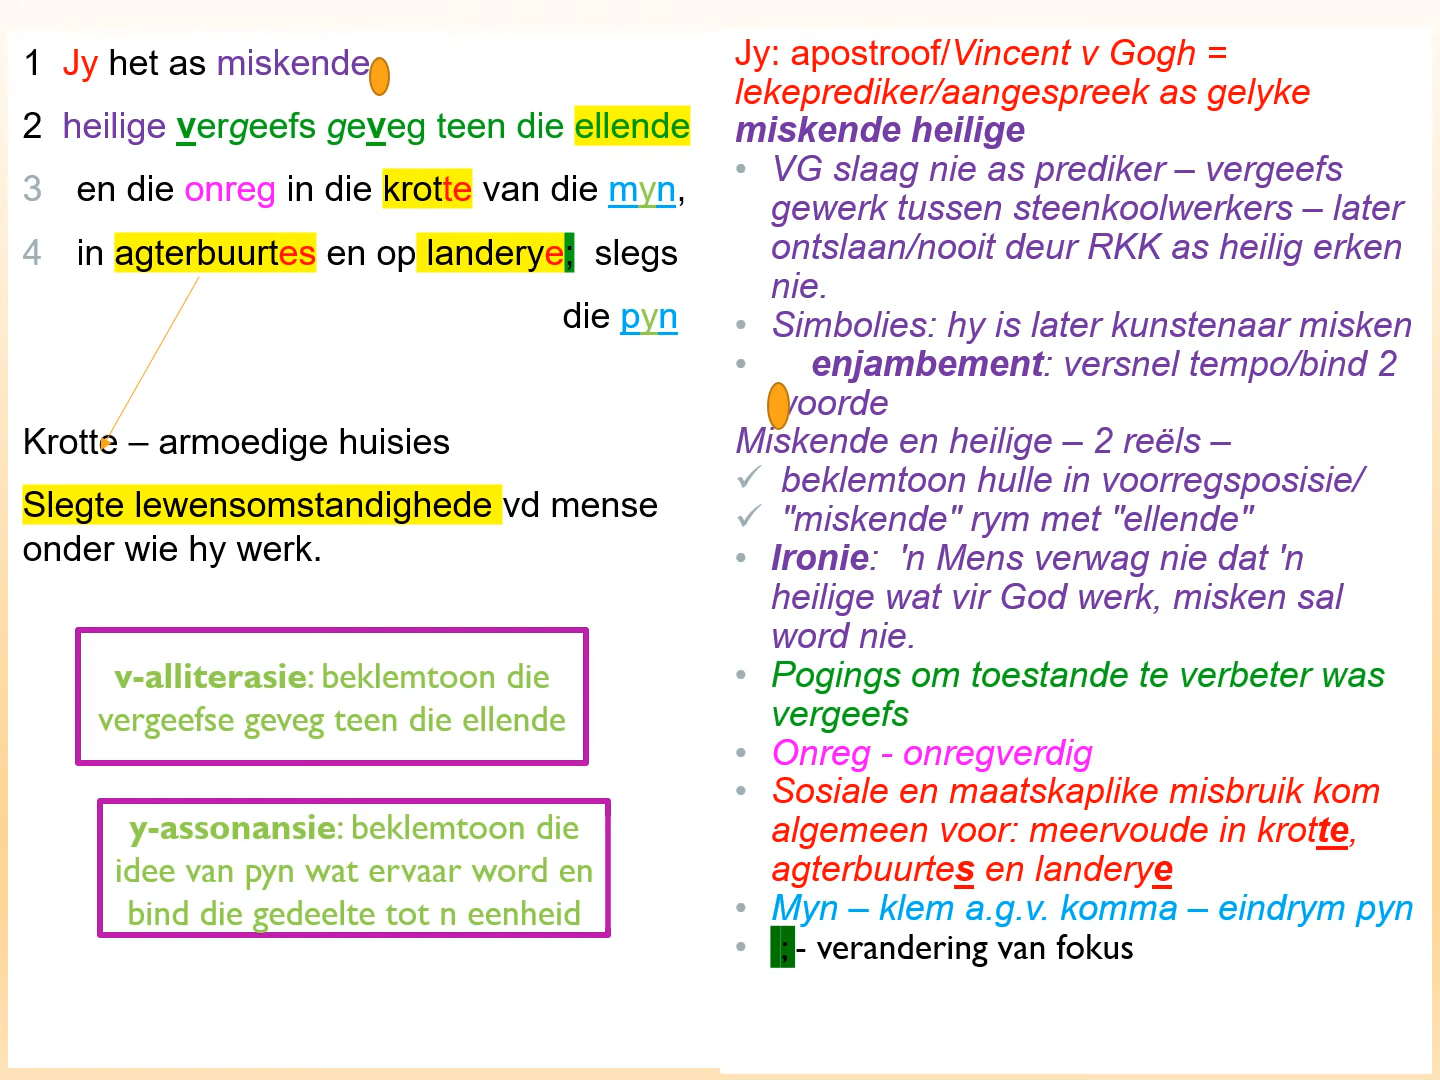 1 Jy het as miskende
2 heilige vergeefs geveg teen die ellende
3 en die onreg in die krotte van die myn,
4 in agterbuurtes en op landerye; slegs
die pyn
Krotte – armoedige huisies
Slegte lewensomstandighede vd mense
onder wie hy werk.
v-alliterasie: beklemtoon die
vergeefse geveg teen die ellende
y-assonansie: beklemtoon die
idee van pyn wat ervaar word en
bind die gedeelte tot n eenheid
Jy: apostroof/Vincent v Gogh =
lekeprediker/aangespreek as gelyke
miskende heilige
• VG slaag nie as prediker – vergeefs
gewerk tussen steenkoolwerkers – later
ontslaan/nooit deur RKK as heilig erken
nie.
• Simbolies: hy is later kunstenaar misken
• enjambement: versnel tempo/bind 2
woorde
Miskende en heilige – 2 reëls –
✓ beklemtoon hulle in voorregsposisie/
✓ "miskende" rym met "ellende"
• Ironie: 'n Mens verwag nie dat 'n
heilige wat vir God werk, misken sal
word nie.
• Pogings om toestande te verbeter was
vergeefs
• Onreg - onregverdig
• Sosiale en maatskaplike misbruik kom
algemeen voor: meervoude in krotte,
agterbuurtes en landerye
• Myn – klem a.g.v. komma – eindrym pyn
• ;- verandering van fokus